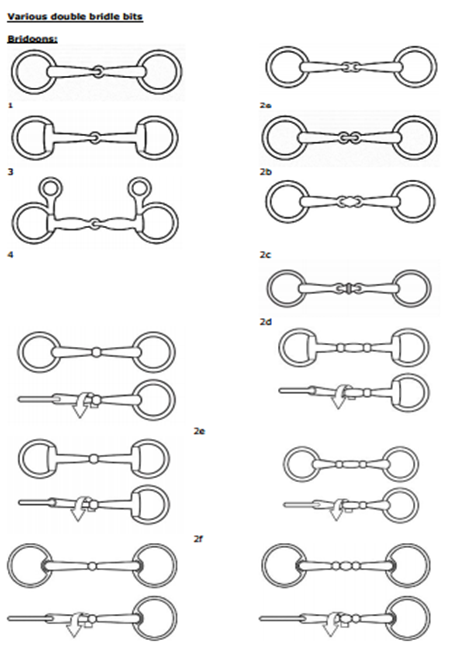 Various double bridle bits
Bridoons:
1
2a
3
2b
4
2c
2d
2e
2f